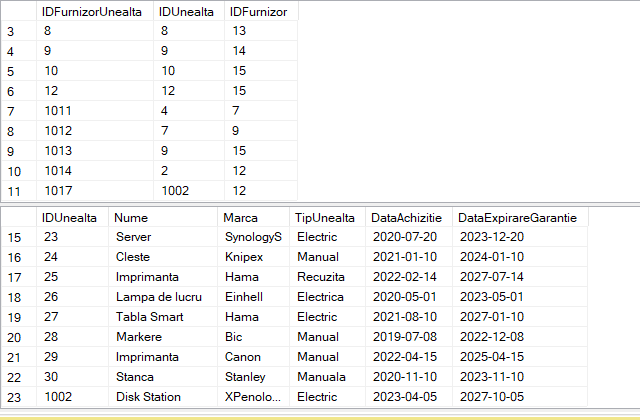 IDFurnizorUnealta IDUnealta IDFurnizor
3 8 8 13
4 9 9 14
5 10 10 15
6 12 12 15
7 1011 4 7
8 1012 7 9
9 1013 9 15
10 1014 2 12
11 1017 1002 12
IDUnealta Nume Marca TipUnealta DataAchizitie DataExpirareGarantie
15 23 Server SynologyS Electric 2020-07-20 2023-12-20
16 24 Cleste Knipex Manual 2021-01-10 2024-01-10
17 25 Imprimanta Hama Recuzita 2022-02-14 2027-07-14
18 26 Lampa de lucru Einhell Electrica 2020-05-01 2023-05-01
19 27 Tabla Smart Hama Electric 2021-08-10 2027-01-10
20 28 Markere Bic Manual 2019-07-08 2022-12-08
21 29 Imprimanta Canon Manual 2022-04-15 2025-04-15
22 30 Stanca Stanley Manuala 2020-11-10 2023-11-10
23 1002 Disk Station XPenolo... Electric 2023-04-05 2027-10-05